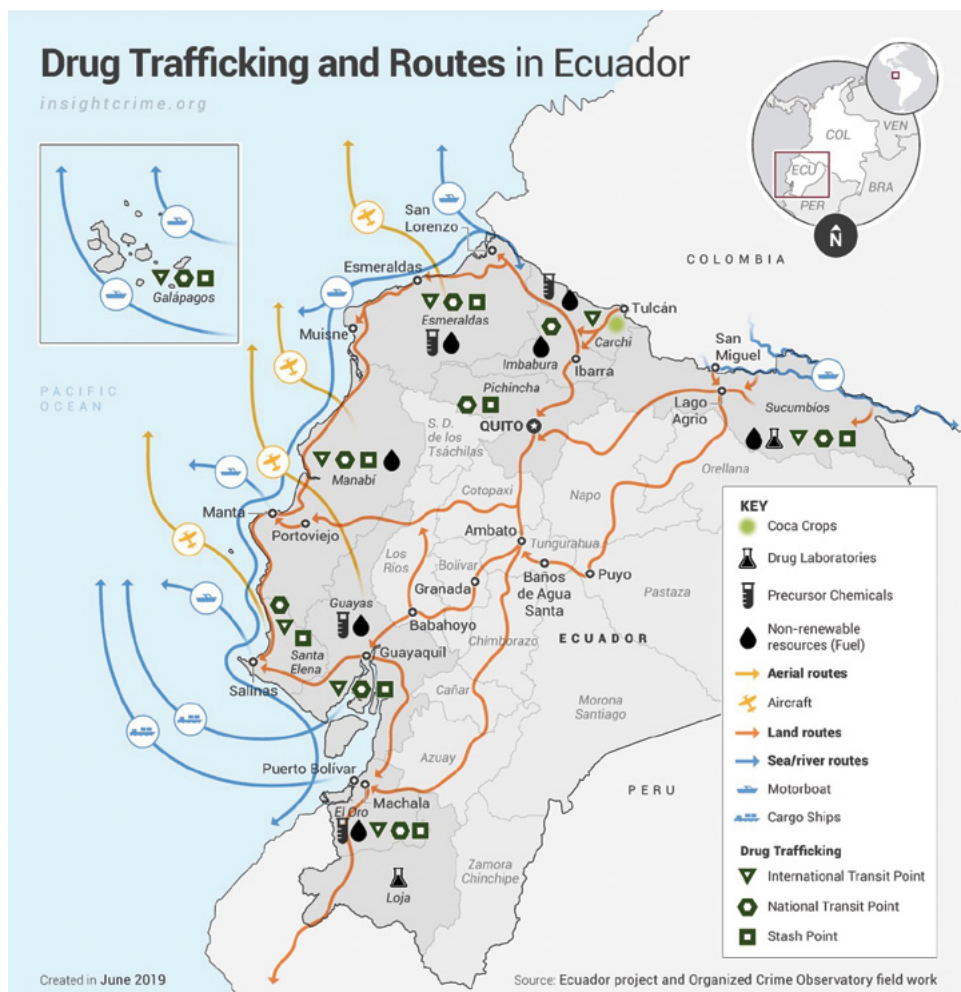 Drug Trafficking and Routes in Ecuador
insightcrime.org
COL
VEN
ECU
BRA
PER
N
COLOMBIA
San
Lorenzo
Esmeraldas
Galápagos
Muisne
Esmeraldas
Tulcán
Carchi
Imbabura
Ibarra
San
Miguel
PACIFIC
OCEAN
Pichincha
Lago
Agrio
Sucumbíos
QUITO
S. D.
de los
Tsáchilas
Orellana
Manabí
Cotopaxi
Napo
Manta
Portoviejo
Ambato
Tungurahua
Los
Ríos
Bolívar
Baños
de Agua
Santa
Puyo
Granada
Pastaza
Guayas
Babahoyo
Chimborazo
ECUADOR
Santa
Elena
Guayaquil
Salinas
Cañar
Morona
Santiago
Azuay
Puerto Bolívar
Machala
El Oro
PERU
Zamora
Chinchipe
Loja
KEY
Coca Crops
Drug Laboratories
Precursor Chemicals
Non-renewable
resources (Fuel)
Aerial routes
Aircraft
Land routes
Sea/river routes
Motorboat
Cargo Ships
Drug Trafficking
International Transit Point
National Transit Point
Stash Point
Created in June 2019
Source: Ecuador project and Organized Crime Observatory field work